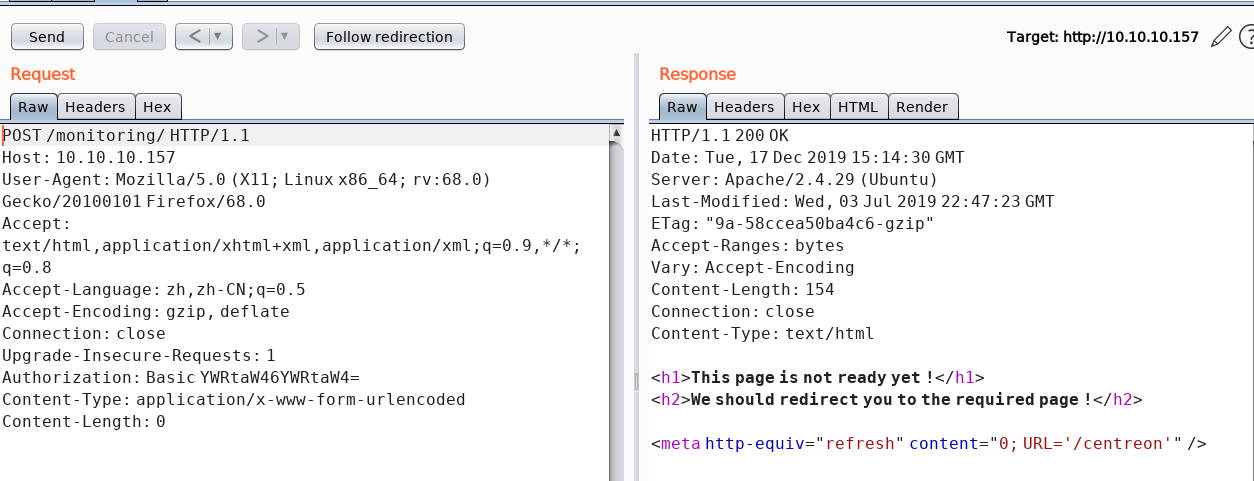 Send Cancel < ▼ > ▼ Follow redirection Target: http://10.10.10.157 ?
Request
Raw Headers Hex
POST /monitoring/ HTTP/1.1
Host: 10.10.10.157
User-Agent: Mozilla/5.0 (X11; Linux x86_64; rv:68.0)
Gecko/20100101 Firefox/68.0
Accept:
text/html,application/xhtml+xml,application/xml;q=0.9,*/*;
q=0.8
Accept-Language: zh,zh-CN;q=0.5
Accept-Encoding: gzip, deflate
Connection: close
Upgrade-Insecure-Requests: 1
Authorization: Basic YWRtaW46YWRtaW4=
Content-Type: application/x-www-form-urlencoded
Content-Length: 0
Response
Raw Headers Hex HTML Render
HTTP/1.1 200 OK
Date: Tue, 17 Dec 2019 15:14:30 GMT
Server: Apache/2.4.29 (Ubuntu)
Last-Modified: Wed, 03 Jul 2019 22:47:23 GMT
ETag: "9a-58ccea50ba4c6-gzip"
Accept-Ranges: bytes
Vary: Accept-Encoding
Content-Length: 154
Connection: close
Content-Type: text/html
<h1>This page is not ready yet !</h1>
<h2>We should redirect you to the required page !</h2>
<meta http-equiv="refresh" content="0; URL='/centreon'" />